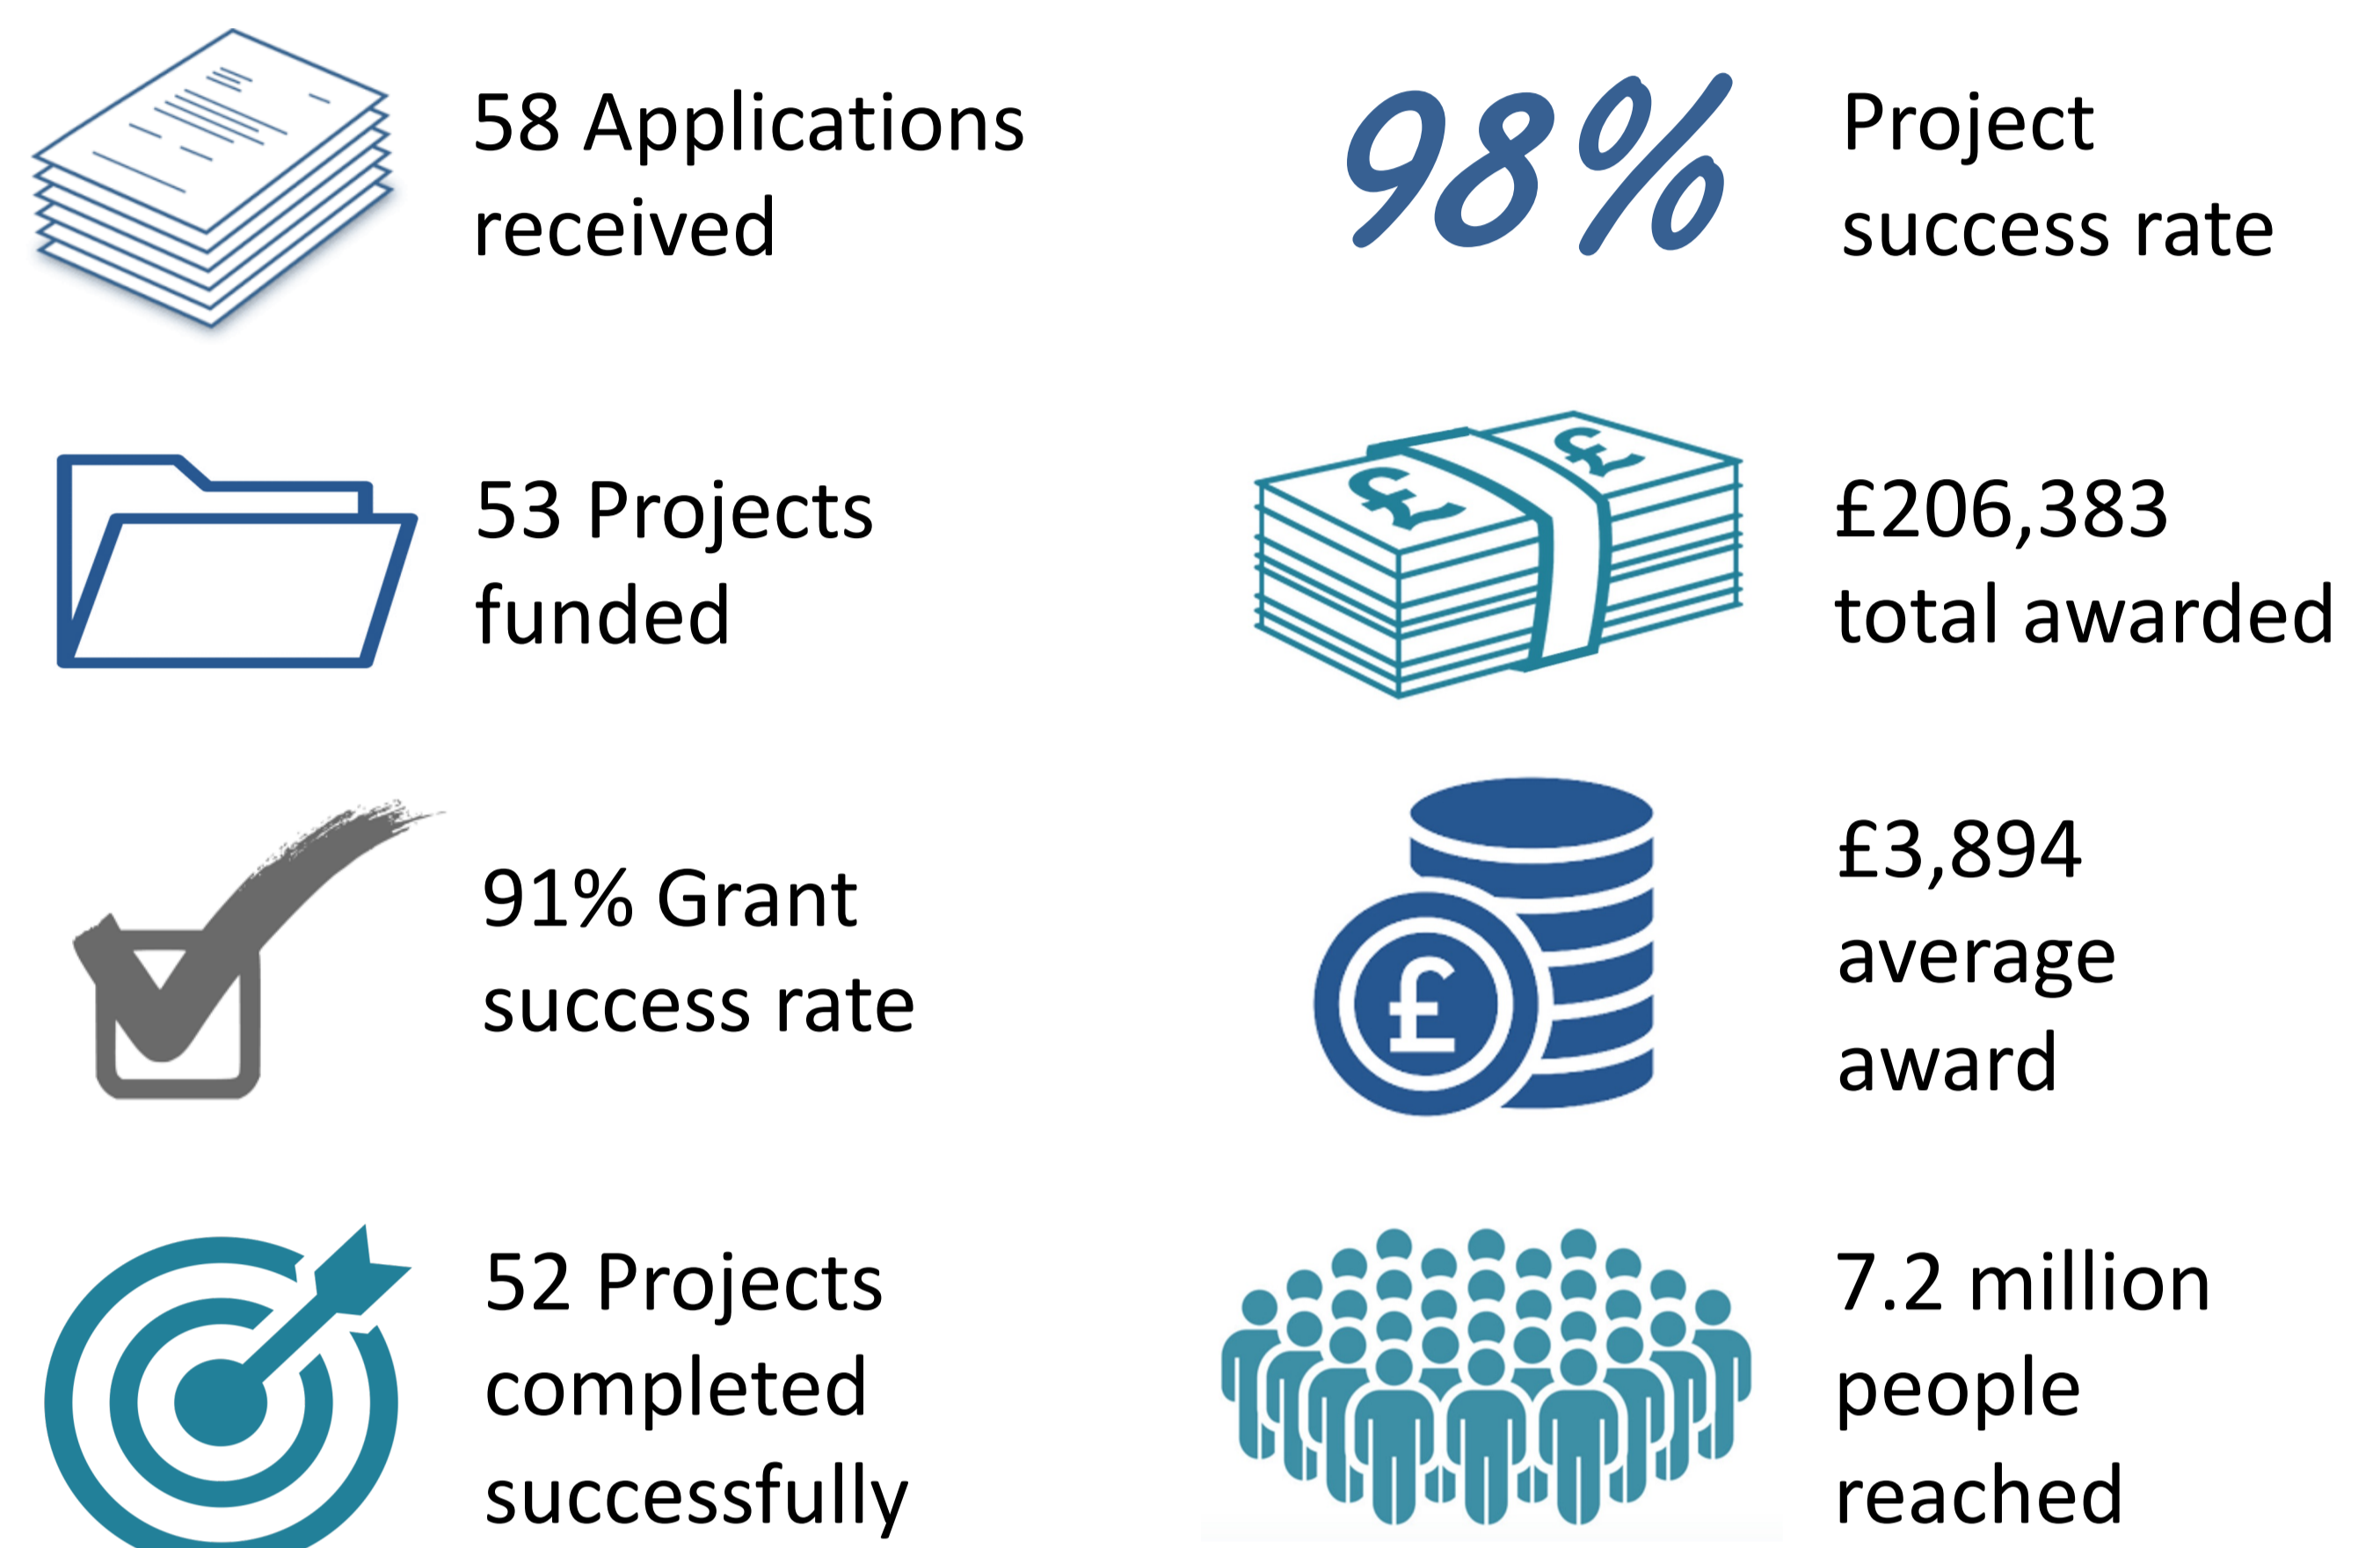 58 Applications
received
98%
Project
success rate
53 Projects
funded
£
£
£206,383
total awarded
91% Grant
success rate
£
£3,894
average
award
52 Projects
completed
successfully
7.2 million
people
reached